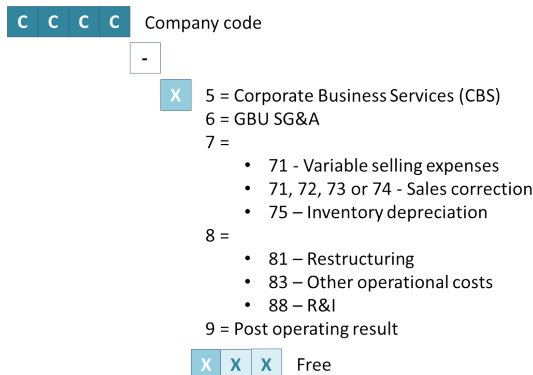 C C C C Company code
-
X 5 = Corporate Business Services (CBS)
6 = GBU SG&A
7 =
• 71 - Variable selling expenses
• 71, 72, 73 or 74 - Sales correction
• 75 – Inventory depreciation
8 =
• 81 – Restructuring
• 83 – Other operational costs
• 88 – R&I
9 = Post operating result
X X X Free